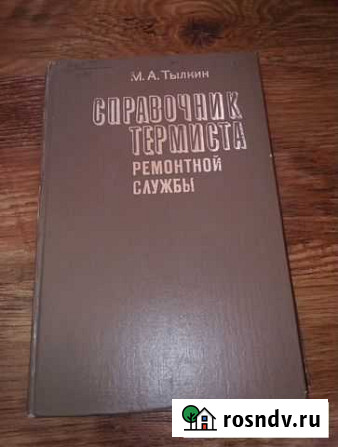 М. А. Тылкин
СПРАВОЧНИК
ТЕРМИСТА
РЕМОНТНОЙ
СЛУЖБЫ
rosndv.ru